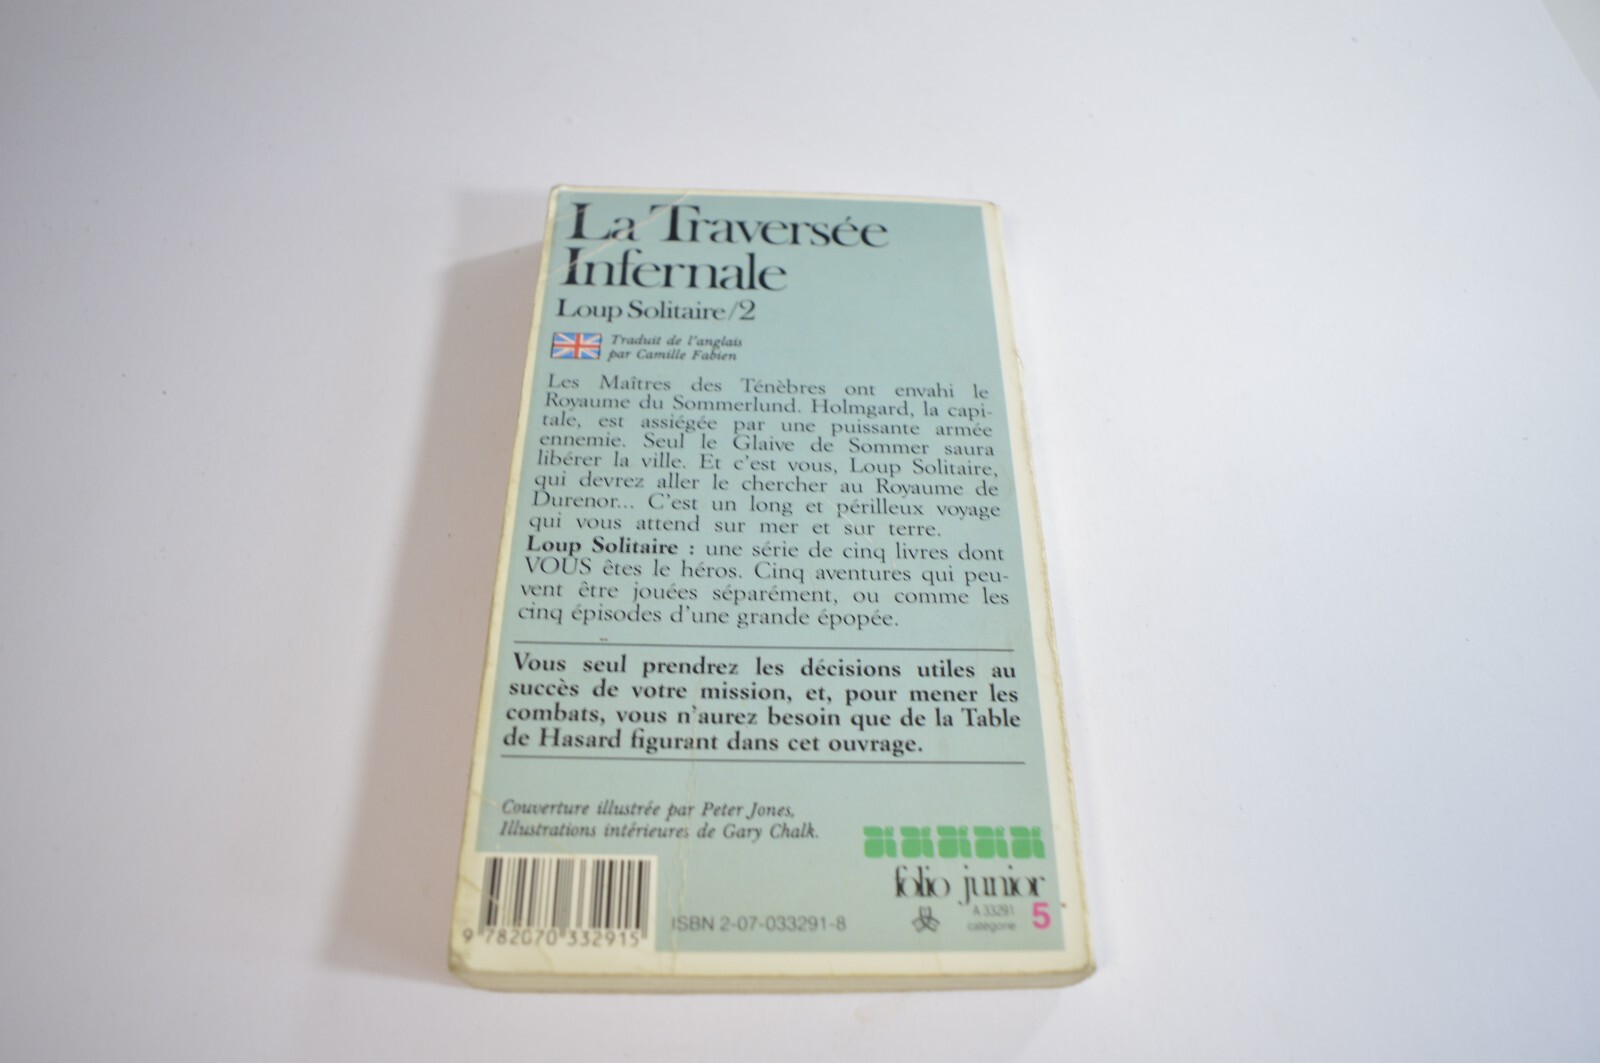 La Traversée
Infernale
Loup Solitaire/2
Traduit de l'anglais
par Camille Fabien
Les Maîtres des Ténèbres ont envahi le
Royaume du Sommerlund. Holmgard, la capi-
tale, est assiégée par une puissante armée
ennemie. Seul le Glaive de Sommer saura
libérer la ville. Et c'est vous, Loup Solitaire,
qui devrez aller le chercher au Royaume de
Durenor... C'est un long et périlleux voyage
qui vous attend sur mer et sur terre.
Loup Solitaire : une série de cinq livres dont
VOUS êtes le héros. Cinq aventures qui peu-
vent être jouées séparément, ou comme les
cinq épisodes d'une grande épopée.
Vous seul prendrez les décisions utiles au
succès de votre mission, et, pour mener les
combats, vous n'aurez besoin que de la Table
de Hasard figurant dans cet ouvrage.
Couverture illustrée par Peter Jones,
Illustrations intérieures de Gary Chalk.
folio junior
A 33291
catégorie 5
ISBN 2-07-033291-8
9 782070 332915